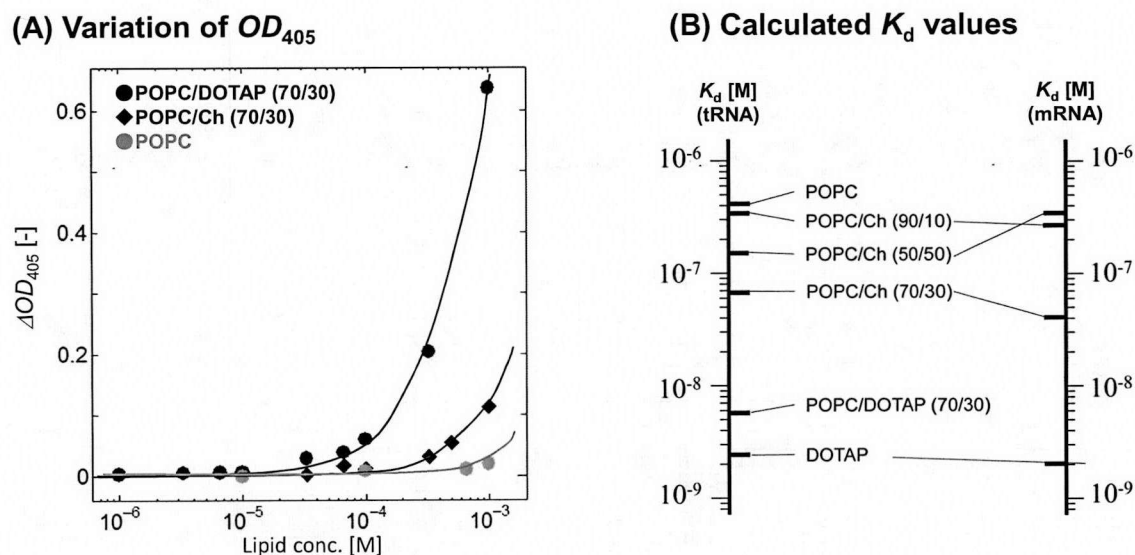 (A) Variation of OD405
POPC/DOTAP (70/30)
POPC/Ch (70/30)
POPC
ΔOD405 [-]
0.6
0.4
0.2
0
10−6
10−5
10−4
10−3
Lipid conc. [M]
(B) Calculated Kd values
Kd [M]
(tRNA)
Kd [M]
(mRNA)
10-6
10-7
10-8
10-9
POPC
POPC/Ch (90/10)
POPC/Ch (50/50)
POPC/Ch (70/30)
POPC/DOTAP (70/30)
DOTAP
10-6
10-7
10-8
10-9